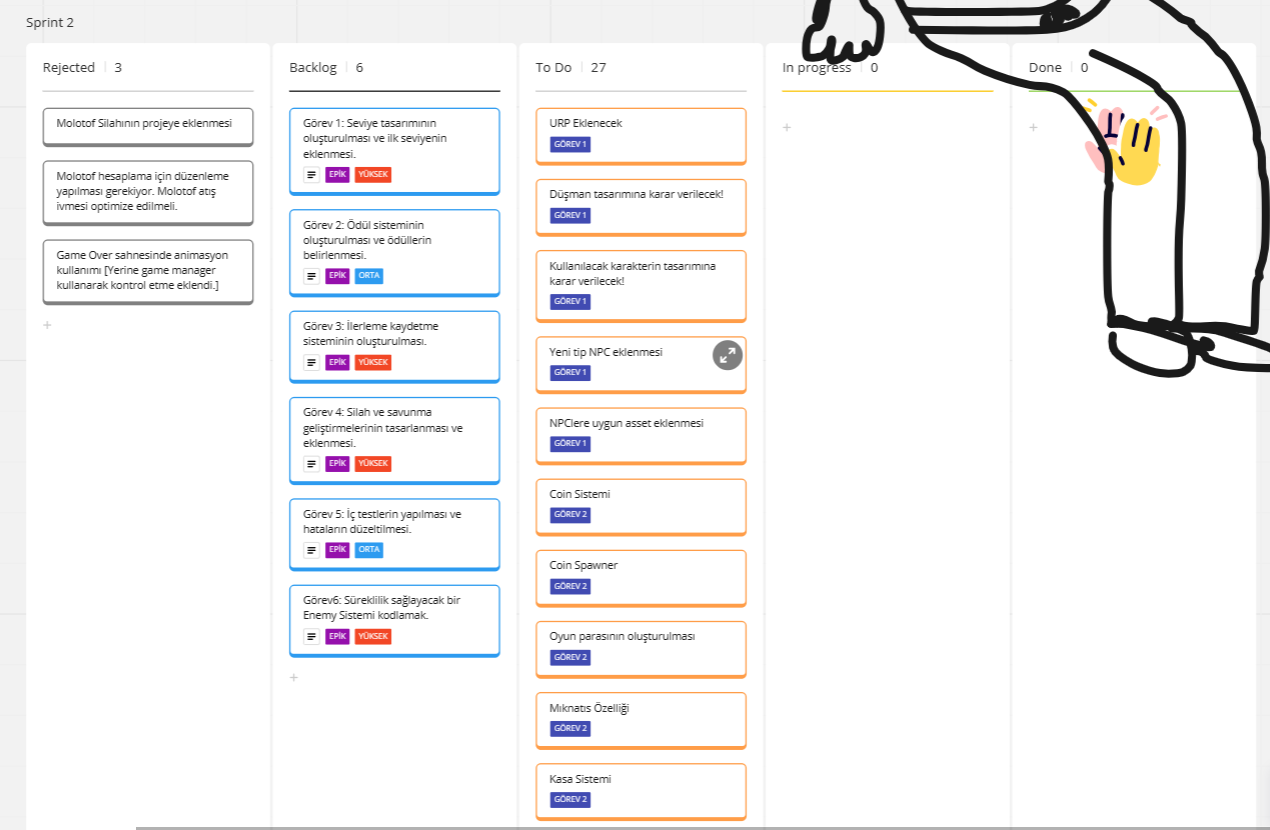 Sprint 2
Rejected 3
Molotof Silahının projeye eklenmesi
Molotof hesaplama için düzenleme
yapılması gerekiyor. Molotof atış
ivmesi optimize edilmeli.
Game Over sahnesinde animasyon
kullanımı [Yerine game manager
kullanarak kontrol etme eklendi.]
+
Backlog 6
Görev 1: Seviye tasarımının
oluşturulması ve ilk seviyenin
eklenmesi.
EPİK YÜKSEK
Görev 2: Ödül sisteminin
oluşturulması ve ödüllerin
belirlenmesi.
EPİK ORTA
Görev 3: İlerleme kaydetme
sisteminin oluşturulması.
EPİK YÜKSEK
Görev 4: Silah ve savunma
geliştirmelerinin tasarlanması ve
eklenmesi.
EPİK YÜKSEK
Görev 5: İç testlerin yapılması ve
hataların düzeltilmesi.
EPİK ORTA
Görev6: Süreklilik sağlayacak bir
Enemy Sistemi kodlamak.
EPİK YÜKSEK
+
To Do 27
URP Eklenecek
GÖREV 1
Düşman tasarımına karar verilecek!
GÖREV 1
Kullanılacak karakterin tasarımına
karar verilecek!
GÖREV 1
Yeni tip NPC eklenmesi
GÖREV 1
NPClere uygun asset eklenmesi
GÖREV 1
Coin Sistemi
GÖREV 2
Coin Spawner
GÖREV 2
Oyun parasının oluşturulması
GÖREV 2
Mıknatıs Özelliği
GÖREV 2
Kasa Sistemi
GÖREV 2
In progress 0
+
Done 0
+